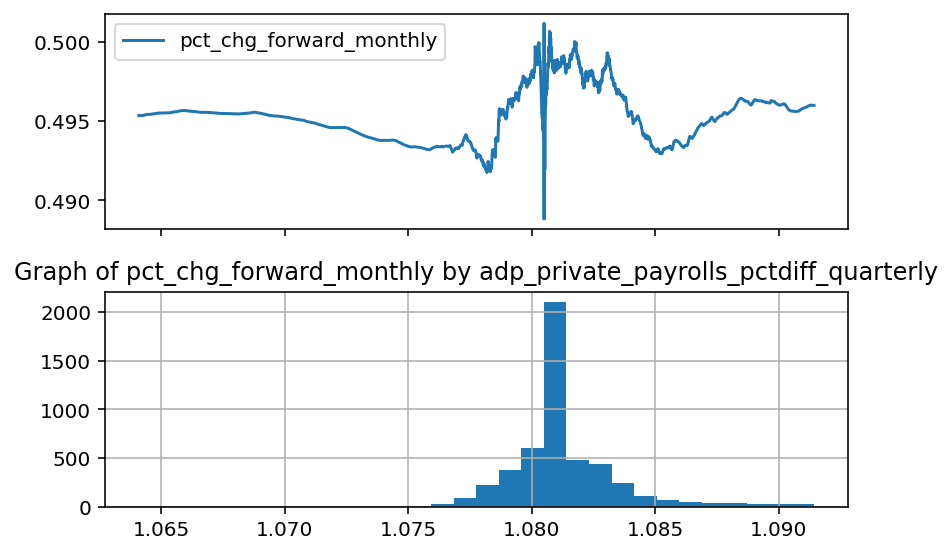 0.500
0.495
0.490
pct_chg_forward_monthly
Graph of pct_chg_forward_monthly by adp_private_payrolls_pctdiff_quarterly
2000
1500
1000
500
0
1.065 1.070 1.075 1.080 1.085 1.090